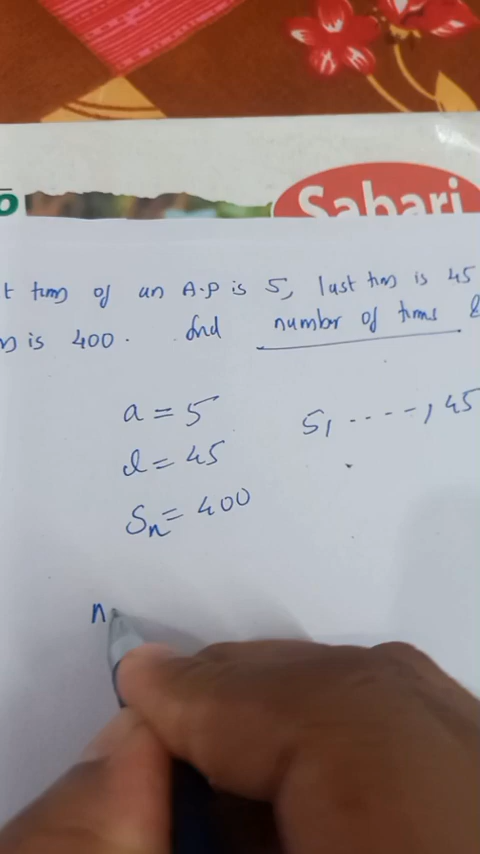 Sabari
t term of an A.P is 5, last term is 45
is 400. find number of terms &
a = 5
5, ....., 45
l = 45
Sn = 400
n